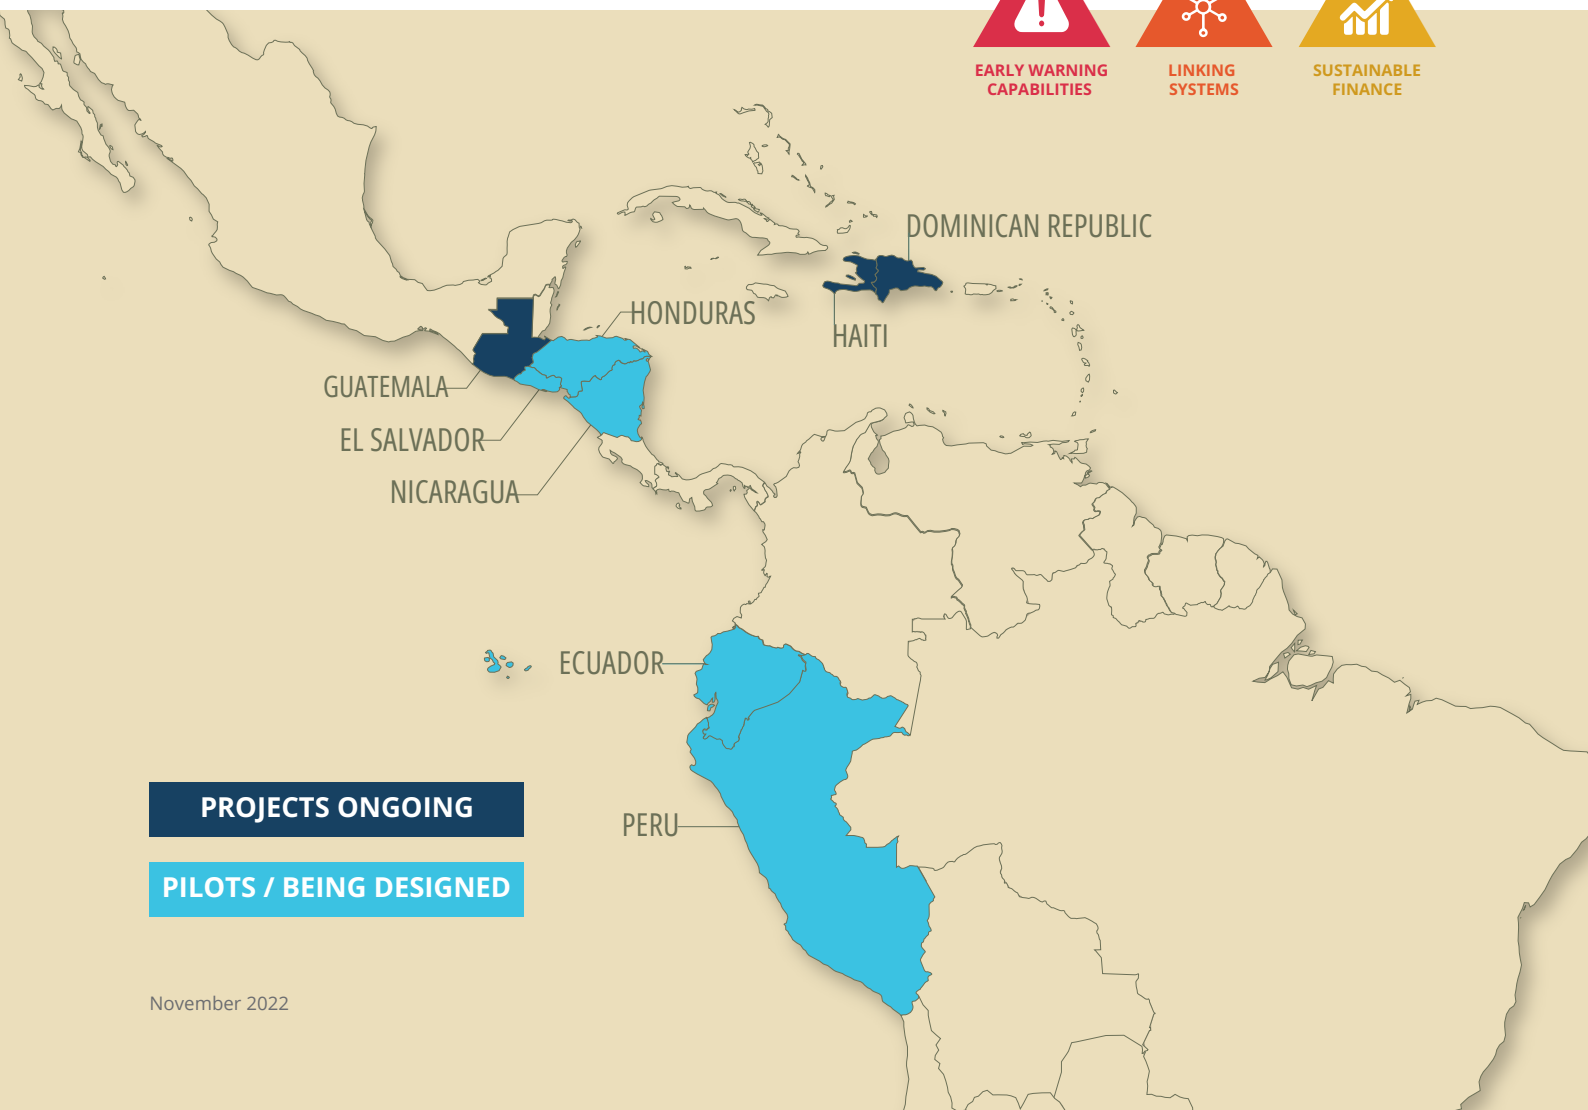 EARLY WARNING
CAPABILITIES
LINKING
SYSTEMS
SUSTAINABLE
FINANCE
DOMINICAN REPUBLIC
HONDURAS
HAITI
GUATEMALA
EL SALVADOR
NICARAGUA
ECUADOR
PERU
PROJECTS ONGOING
PILOTS / BEING DESIGNED
November 2022